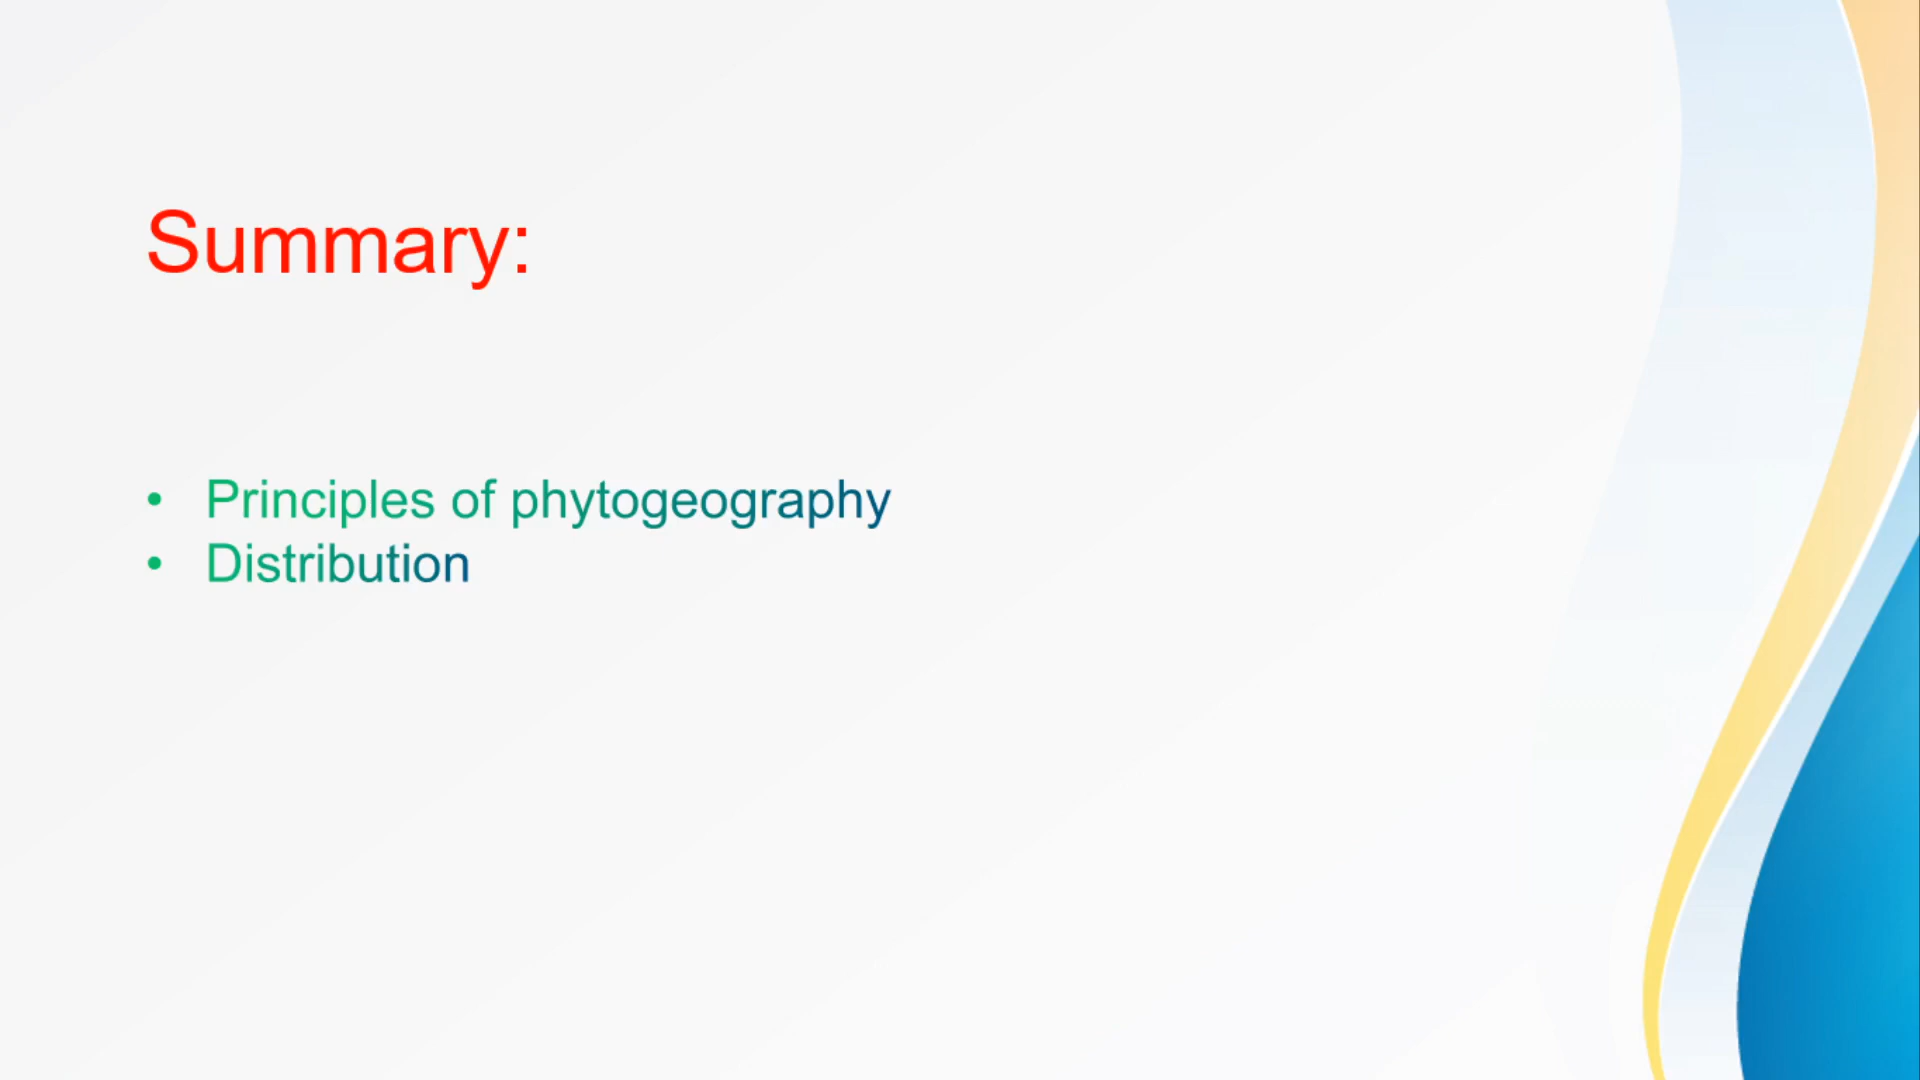 Summary:
• Principles of phytogeography
• Distribution